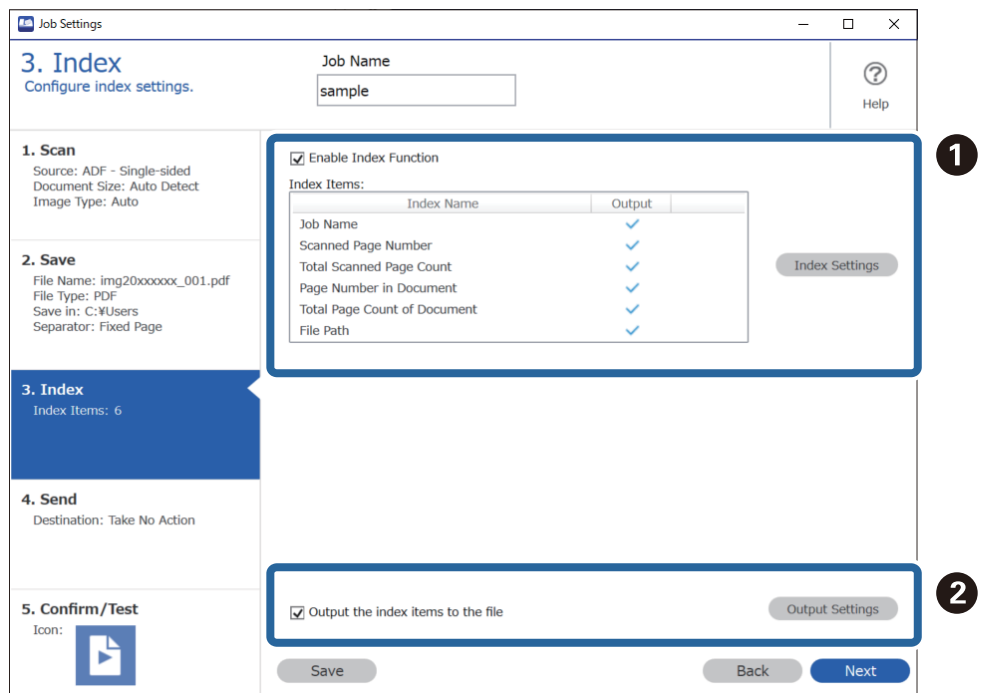 Job Settings
3. Index
Configure index settings.
Job Name
sample
Help
1. Scan
Source: ADF - Single-sided
Document Size: Auto Detect
Image Type: Auto
2. Save
File Name: img20xxxxxx_001.pdf
File Type: PDF
Save in: C:¥Users
Separator: Fixed Page
3. Index
Index Items: 6
4. Send
Destination: Take No Action
5. Confirm/Test
Icon:
1
Enable Index Function
Index Items:
Index Name Output
Job Name
Scanned Page Number
Total Scanned Page Count
Page Number in Document
Total Page Count of Document
File Path
Index Settings
2
Output the index items to the file
Output Settings
Save
Back
Next